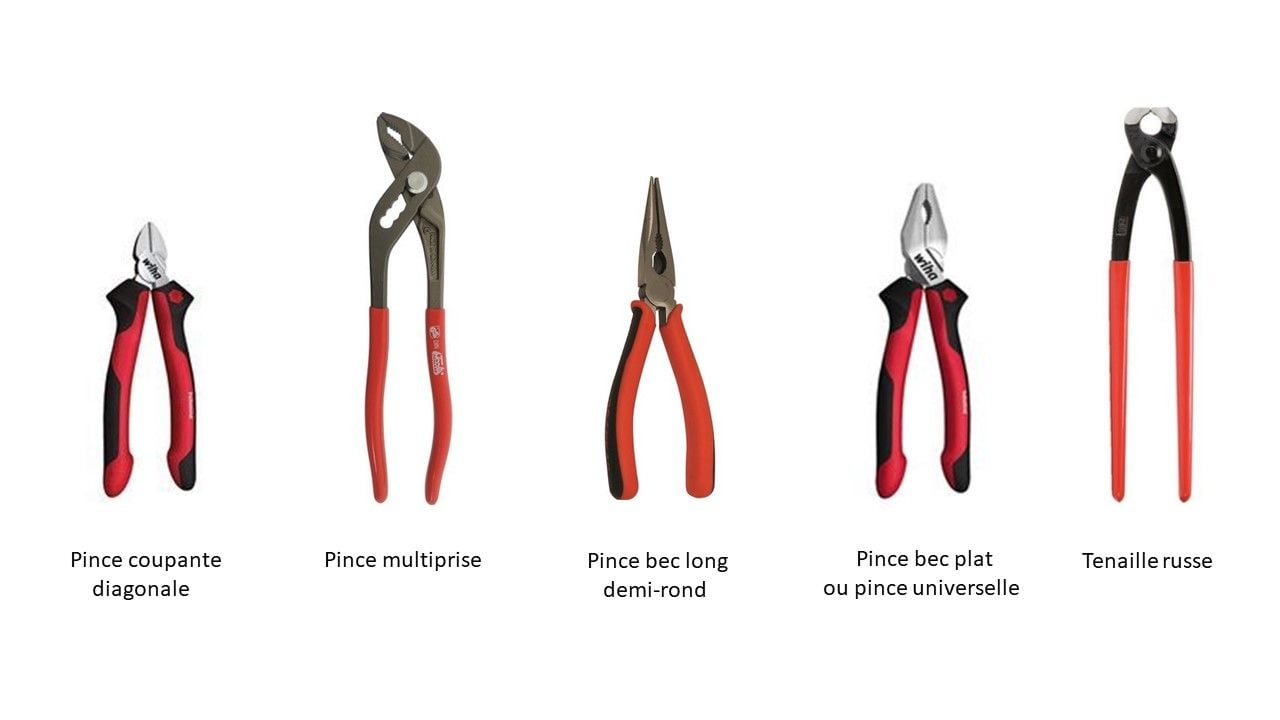 wiha
wiha
Pince coupante
diagonale
Pince multiprise
Pince bec long
demi-rond
Pince bec plat
ou pince universelle
Tenaille russe